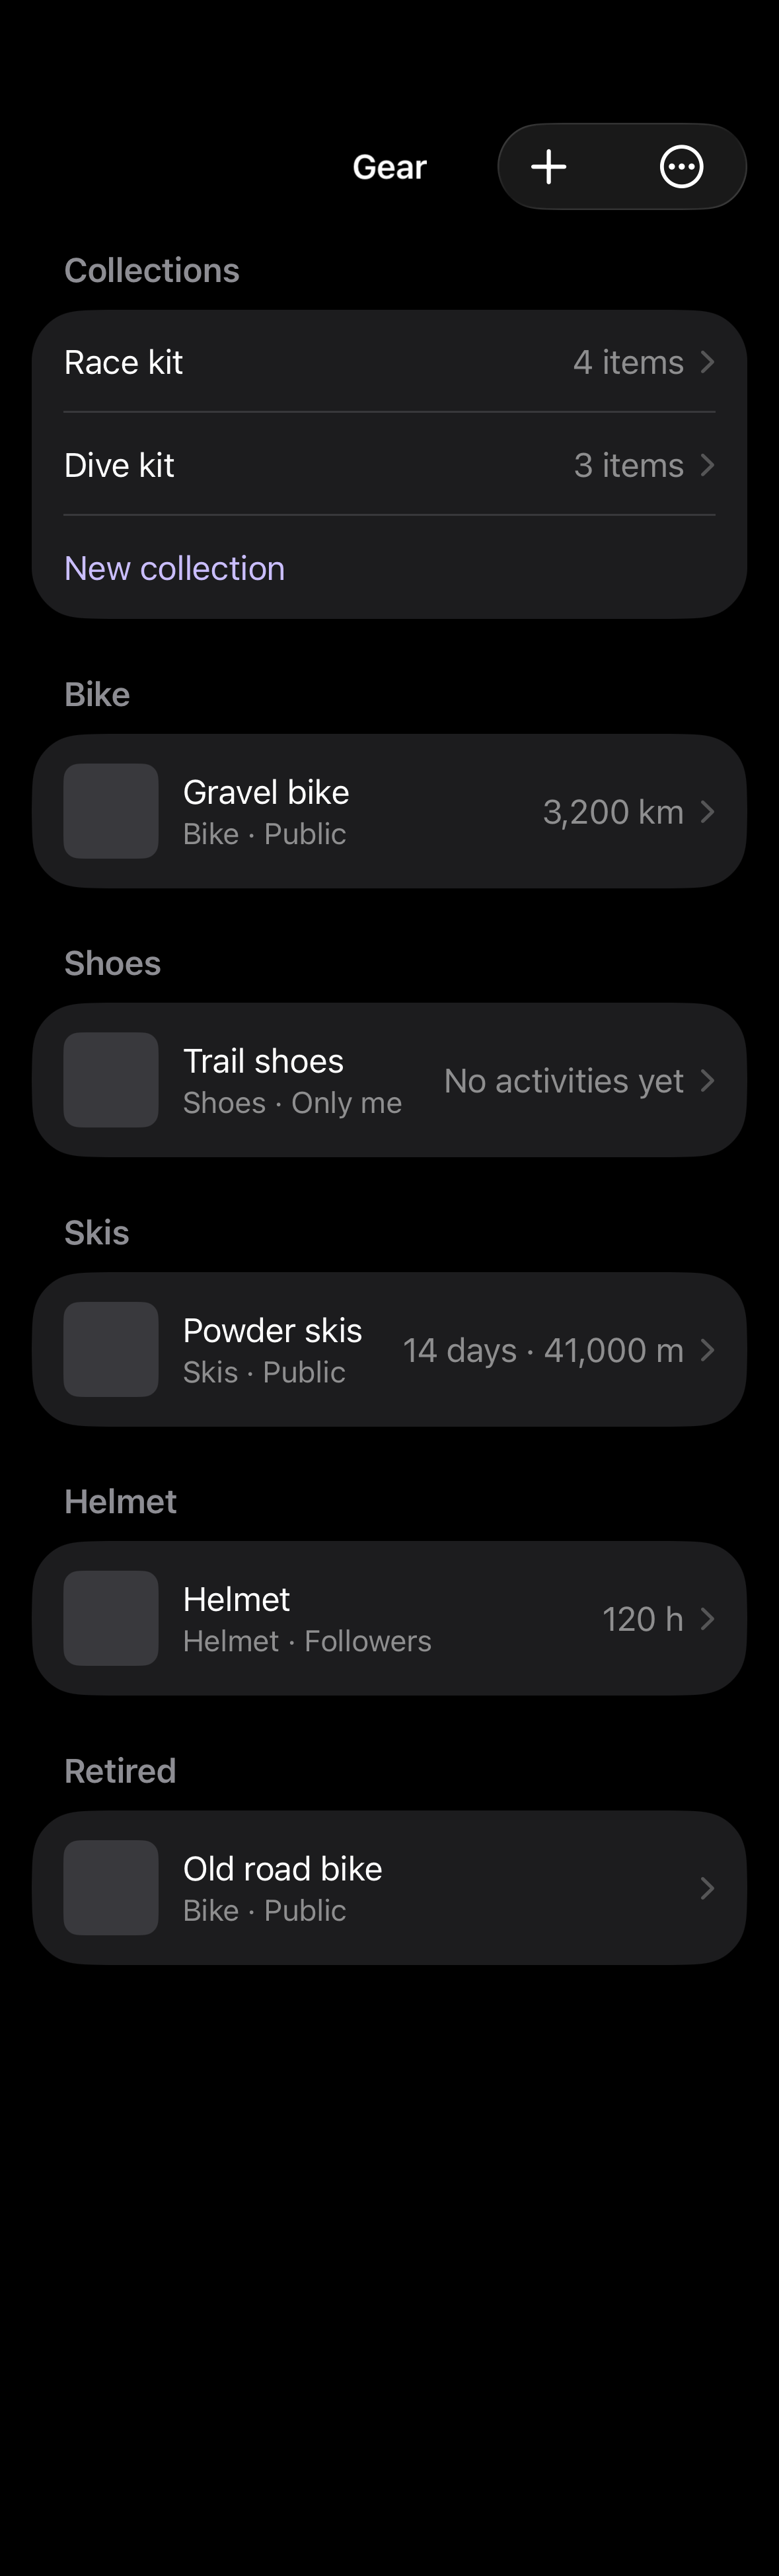 Gear
Collections
Race kit
4 items
Dive kit
3 items
New collection
Bike
Gravel bike
Bike · Public
3,200 km
Shoes
Trail shoes
Shoes · Only me
No activities yet
Skis
Powder skis
Skis · Public
14 days · 41,000 m
Helmet
Helmet
Helmet · Followers
120 h
Retired
Old road bike
Bike · Public